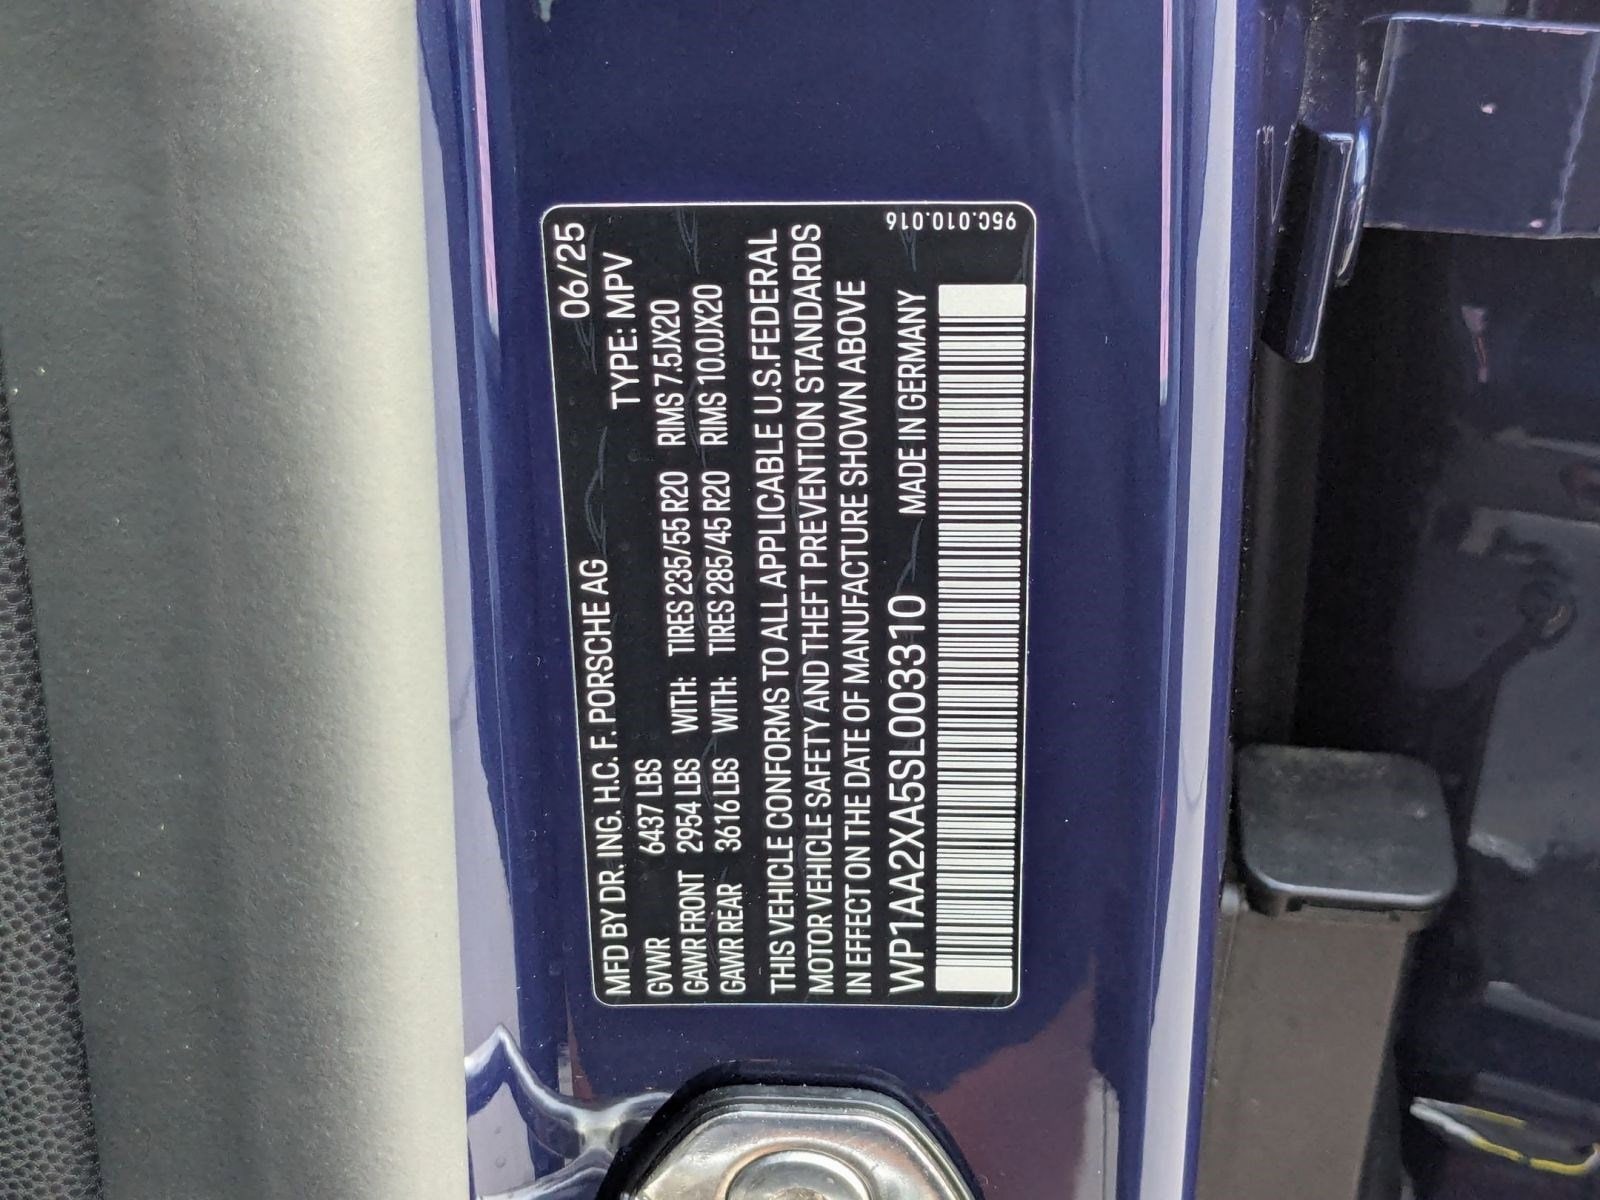 MFD BY DR. ING. H.C. F. PORSCHE AG 06/25
GVWR 6437 LBS TYPE: MPV
GAWR FRONT 2954 LBS WITH: TIRES 235/55 R20 RIMS 7.5JX20
GAWR REAR 3616 LBS WITH: TIRES 285/45 R20 RIMS 10.0JX20
THIS VEHICLE CONFORMS TO ALL APPLICABLE U.S.FEDERAL
MOTOR VEHICLE SAFETY AND THEFT PREVENTION STANDARDS
IN EFFECT ON THE DATE OF MANUFACTURE SHOWN ABOVE
WP1AA2XA5SL003310 MADE IN GERMANY
95C.010.016